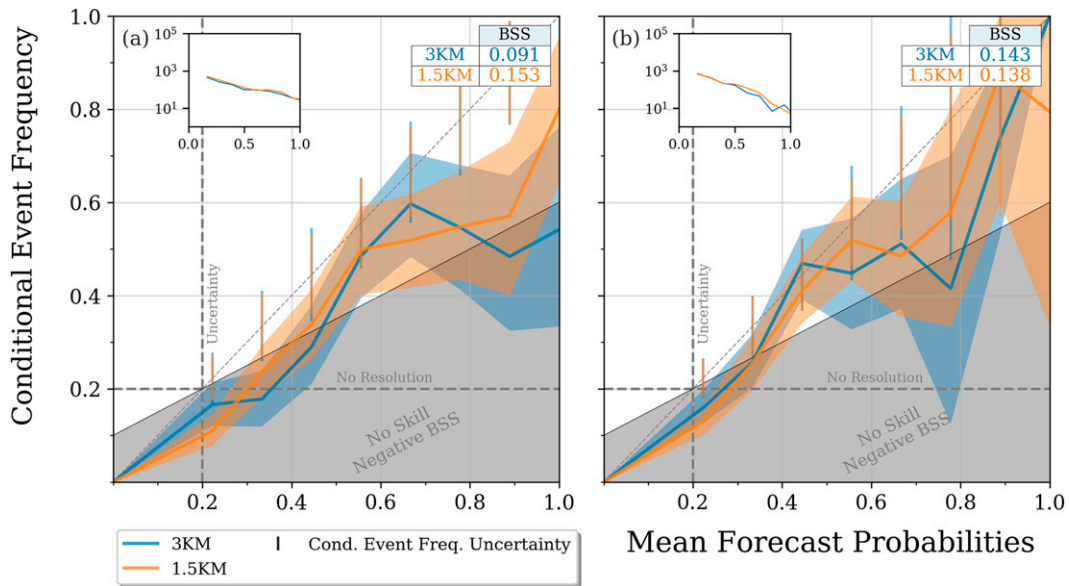 Conditional Event Frequency
1.0
0.8
0.6
0.4
0.2
(a)
10^5
10^3
10^1
0.0 0.5 1.0
BSS
3KM 0.091
1.5KM 0.153
Uncertainty
No Resolution
No Skill
Negative BSS
0.2 0.4 0.6 0.8 1.0
(b)
10^5
10^3
10^1
0.0 0.5 1.0
BSS
3KM 0.143
1.5KM 0.138
Uncertainty
No Resolution
No Skill
Negative BSS
0.2 0.4 0.6 0.8 1.0
3KM
1.5KM
Cond. Event Freq. Uncertainty
Mean Forecast Probabilities